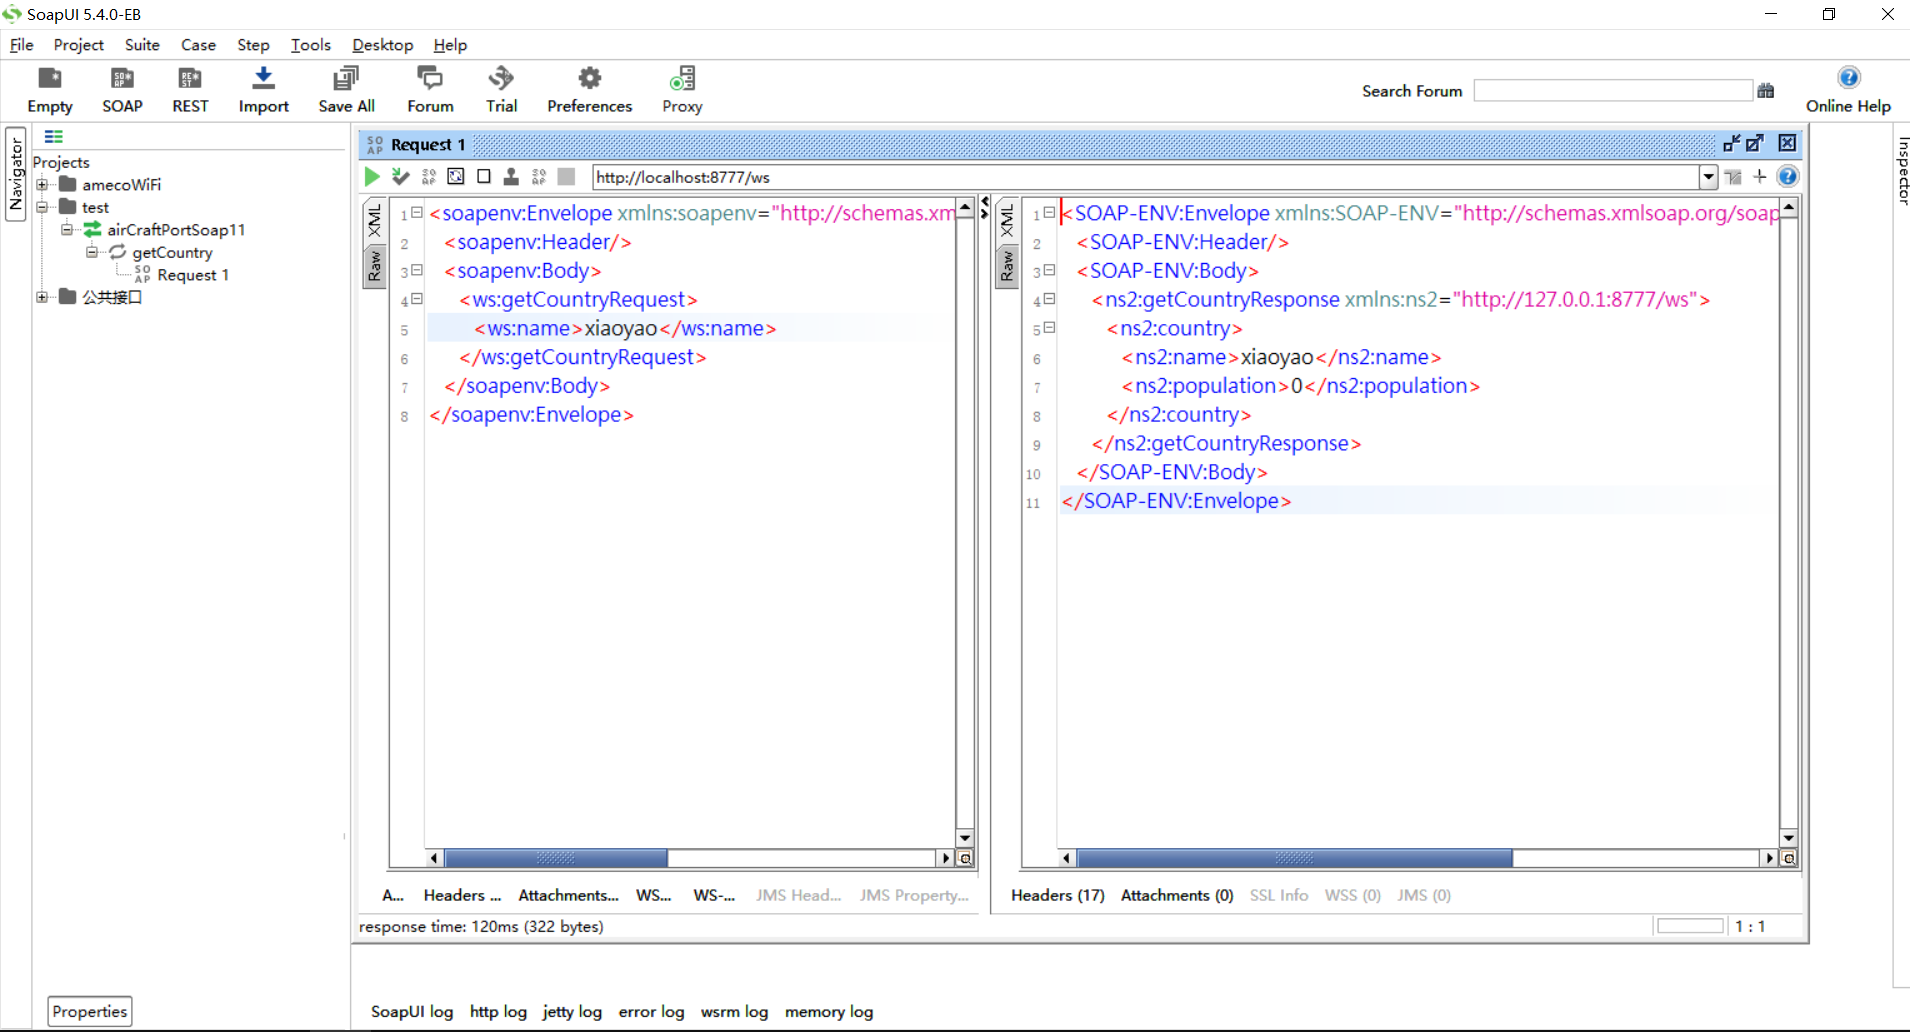 SoapUI 5.4.0-EB
File Project Suite Case Step Tools Desktop Help
Empty SOAP REST Import Save All Forum Trial Preferences Proxy Search Forum Online Help
Navigator
Projects
amecoWiFi
test
airCraftPortSoap11
getCountry
Request 1
公共接口
Request 1
http://localhost:8777/ws
XML
Raw
1 <soapenv:Envelope xmlns:soapenv="http://schemas.xm
2 <soapenv:Header/>
3 <soapenv:Body>
4 <ws:getCountryRequest>
5 <ws:name>xiaoyao</ws:name>
6 </ws:getCountryRequest>
7 </soapenv:Body>
8 </soapenv:Envelope>
A... Headers ... Attachments... WS... WS-... JMS Head... JMS Property...
XML
Raw
1 <SOAP-ENV:Envelope xmlns:SOAP-ENV="http://schemas.xmlsoap.org/soap
2 <SOAP-ENV:Header/>
3 <SOAP-ENV:Body>
4 <ns2:getCountryResponse xmlns:ns2="http://127.0.0.1:8777/ws">
5 <ns2:country>
6 <ns2:name>xiaoyao</ns2:name>
7 <ns2:population>0</ns2:population>
8 </ns2:country>
9 </ns2:getCountryResponse>
10 </SOAP-ENV:Body>
11 </SOAP-ENV:Envelope>
Headers (17) Attachments (0) SSL Info WSS (0) JMS (0)
response time: 120ms (322 bytes)
1 : 1
Inspector
Properties
SoapUI log http log jetty log error log wsrm log memory log